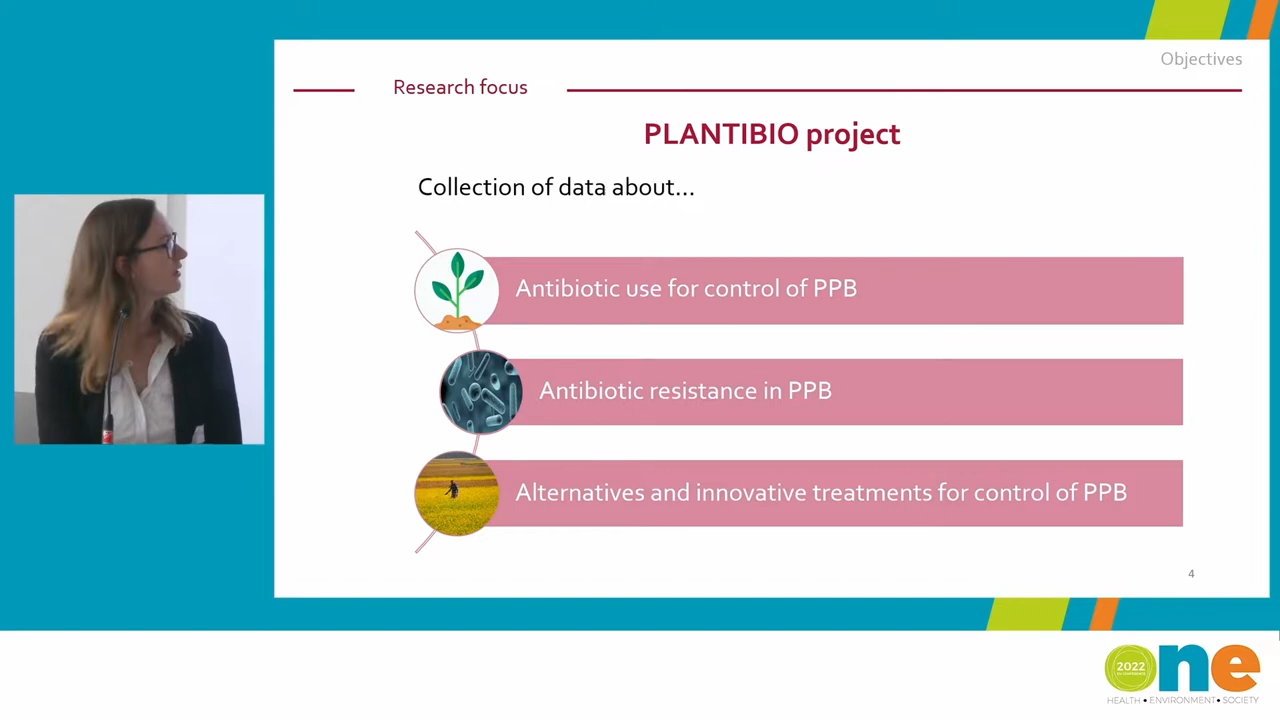 Objectives
Research focus
PLANTIBIO project
Collection of data about...
Antibiotic use for control of PPB
Antibiotic resistance in PPB
Alternatives and innovative treatments for control of PPB
4
2022
one
HEALTH • ENVIRONMENT • SOCIETY